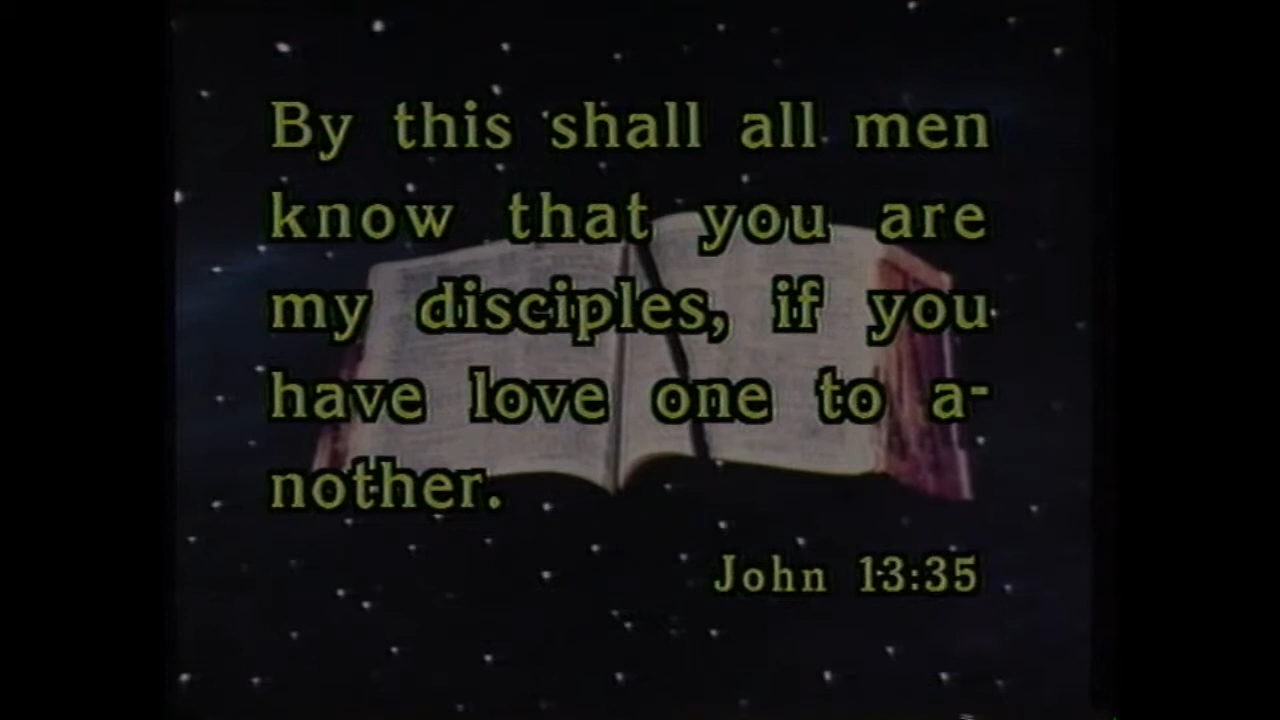 By this shall all men
know that you are
my disciples, if you
have love one to a-
nother.
John 13:35